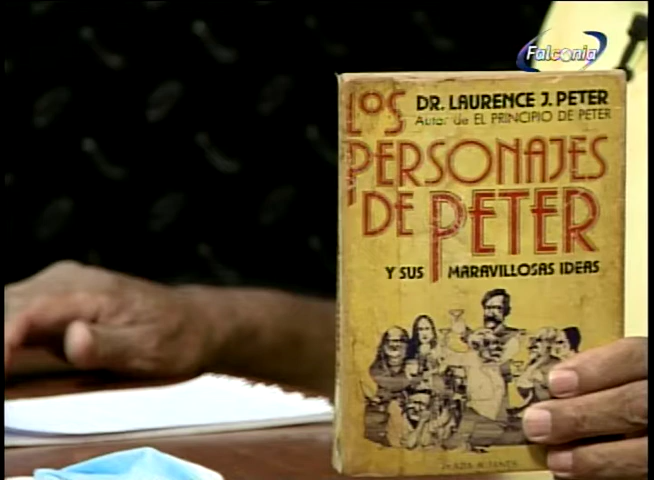 Falconia
DR. LAURENCE J. PETER
Autor de EL PRINCIPIO DE PETER
LOS
PERSONAJES
DE PETER
Y SUS MARAVILLOSAS IDEAS